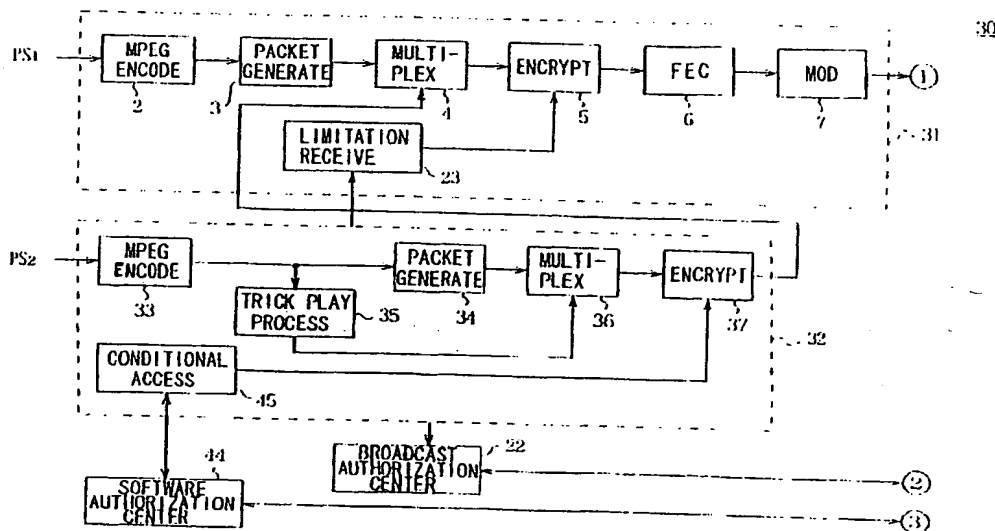 30
PS1
MPEG
ENCODE
2
PACKET
GENERATE
3
MULTI-
PLEX
4
ENCRYPT
5
FEC
6
MOD
7
1
31
LIMITATION
RECEIVE
23
PS2
MPEG
ENCODE
33
PACKET
GENERATE
34
MULTI-
PLEX
36
ENCRYPT
37
TRICK PLAY
PROCESS
35
32
CONDITIONAL
ACCESS
45
BROADCAST
AUTHORIZATION
CENTER
22
2
44
SOFTWARE
AUTHORIZATION
CENTER
3